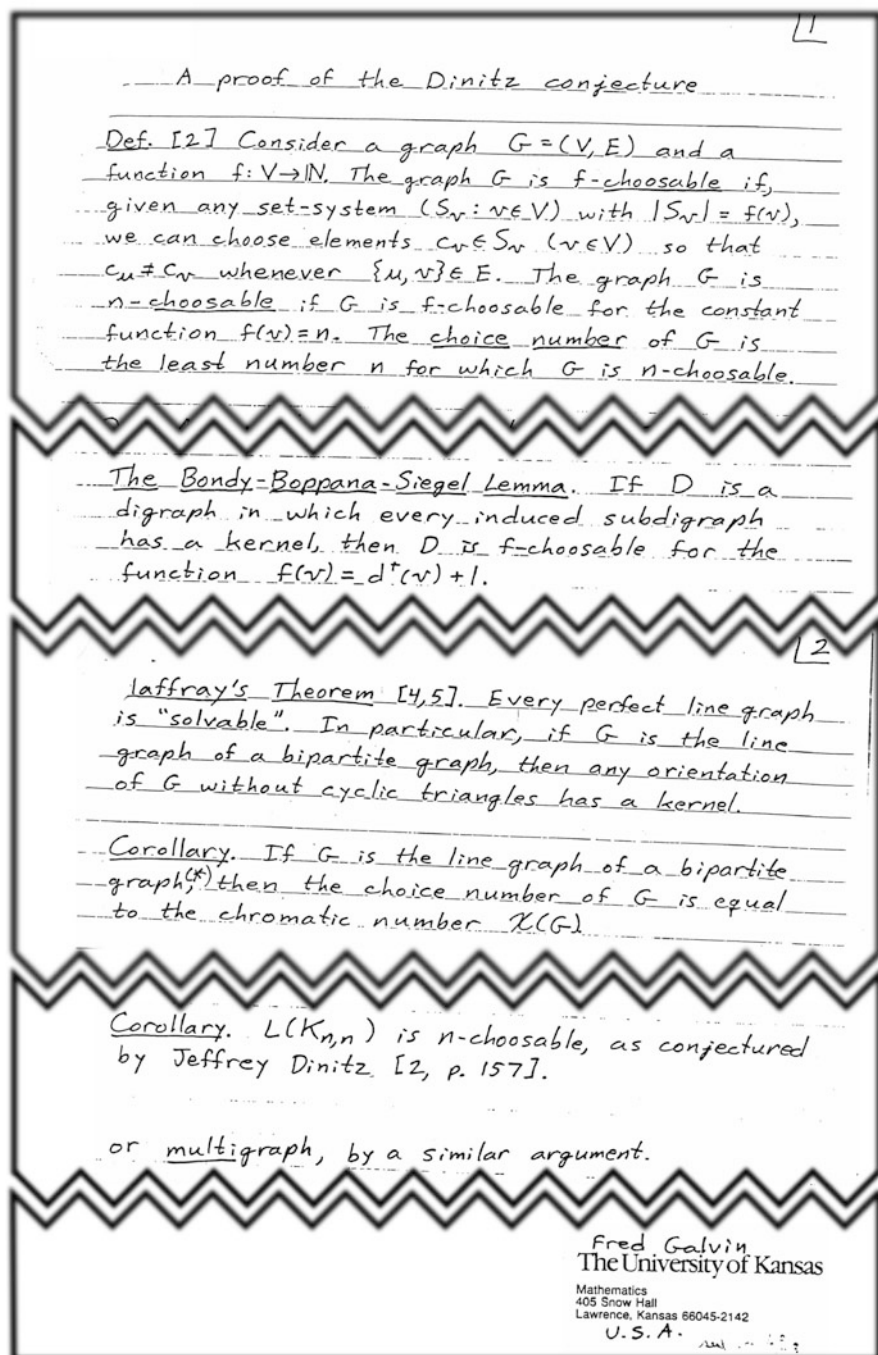 1
A proof of the Dinitz conjecture
Def. [2] Consider a graph G = (V, E) and a
function f: V→ℕ. The graph G is f-choosable if,
given any set-system (Sᵥ : v ∈ V) with |Sᵥ| = f(v),
we can choose elements cᵥ ∈ Sᵥ (v ∈ V) so that
cᵤ ≠ cᵥ whenever {u, v} ∈ E. The graph G is
n-choosable if G is f-choosable for the constant
function f(v) = n. The choice number of G is
the least number n for which G is n-choosable.
The Bondy-Boppana-Siegel Lemma. If D is a
digraph in which every induced subdigraph
has a kernel, then D is f-choosable for the
function f(v) = d⁺(v) + 1.
2
Maffray's Theorem [4,5]. Every perfect line graph
is "solvable". In particular, if G is the line
graph of a bipartite graph, then any orientation
of G without cyclic triangles has a kernel.
Corollary. If G is the line graph of a bipartite
graph,(*) then the choice number of G is equal
to the chromatic number χ(G)
Corollary. L(Kₙ,ₙ) is n-choosable, as conjectured
by Jeffrey Dinitz [2, p. 157].
or multigraph, by a similar argument.
Fred Galvin
The University of Kansas
Mathematics
405 Snow Hall
Lawrence, Kansas 66045-2142
U.S.A.